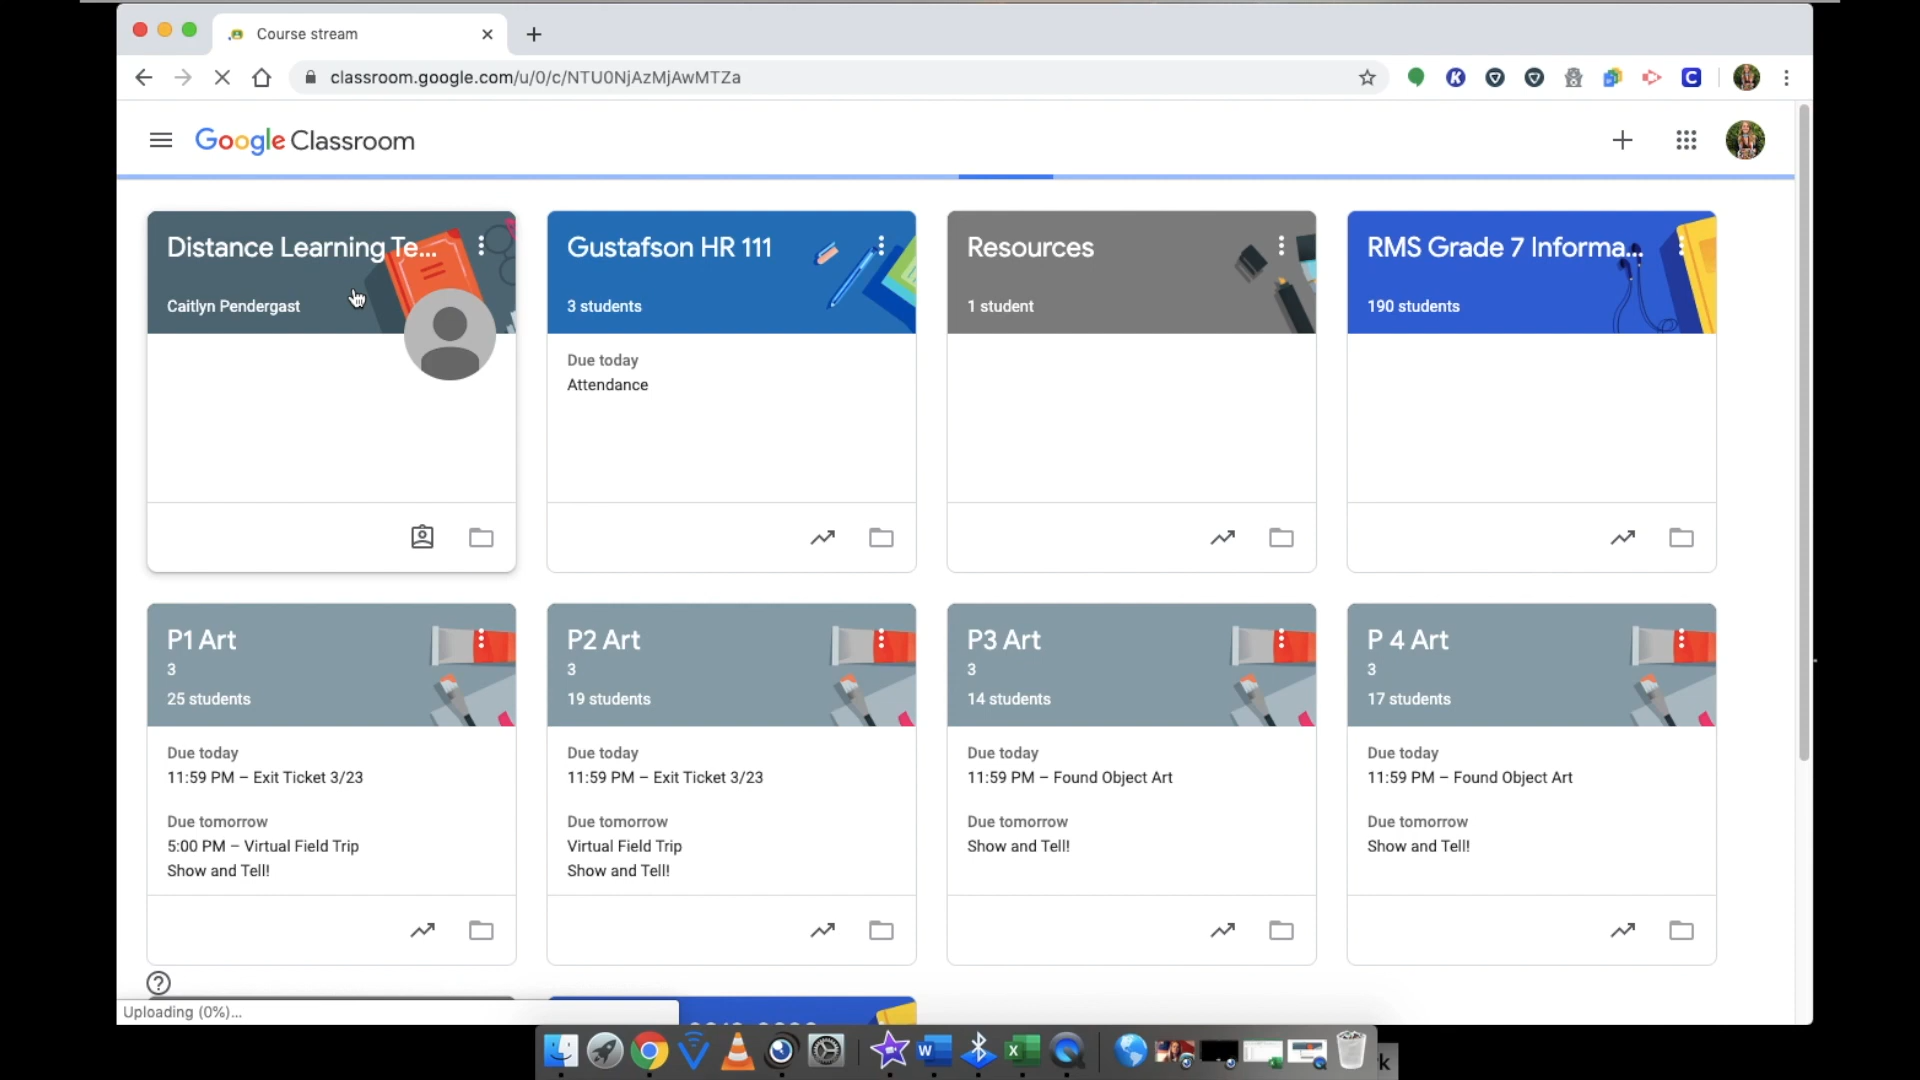 Course stream
classroom.google.com/u/0/c/NTU0NjAzMjAwMTZa
Google Classroom
Distance Learning Te...
Caitlyn Pendergast
Gustafson HR 111
3 students
Due today
Attendance
Resources
1 student
RMS Grade 7 Informa...
190 students
P1 Art
3
25 students
Due today
11:59 PM – Exit Ticket 3/23
Due tomorrow
5:00 PM – Virtual Field Trip
Show and Tell!
P2 Art
3
19 students
Due today
11:59 PM – Exit Ticket 3/23
Due tomorrow
Virtual Field Trip
Show and Tell!
P3 Art
3
14 students
Due today
11:59 PM – Found Object Art
Due tomorrow
Show and Tell!
P 4 Art
3
17 students
Due today
11:59 PM – Found Object Art
Due tomorrow
Show and Tell!
Uploading (0%)...